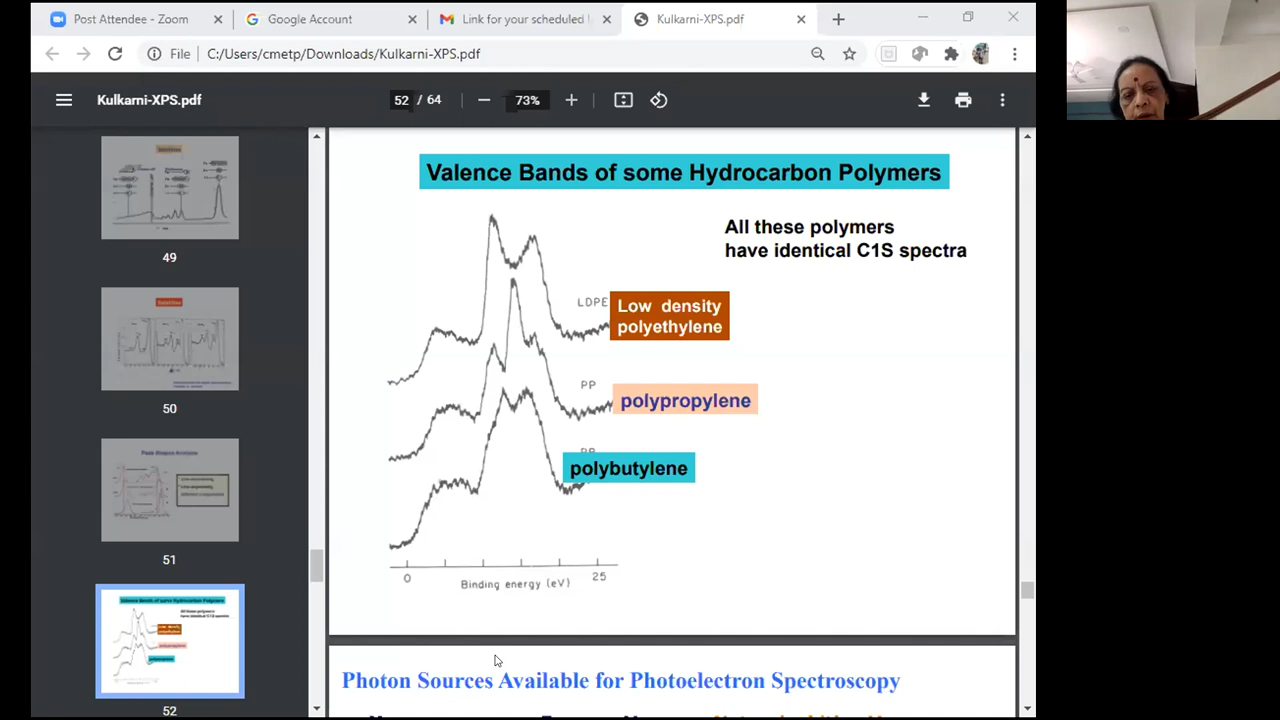 Post Attendee - Zoom
Google Account
Link for your scheduled
Kulkarni-XPS.pdf
File
C:/Users/cmetp/Downloads/Kulkarni-XPS.pdf
Kulkarni-XPS.pdf
52 / 64
73%
49
50
51
52
Valence Bands of some Hydrocarbon Polymers
All these polymers
have identical C1S spectra
LDPE
Low density
polyethylene
PP
polypropylene
polybutylene
0
25
Binding energy (eV)
Photon Sources Available for Photoelectron Spectroscopy